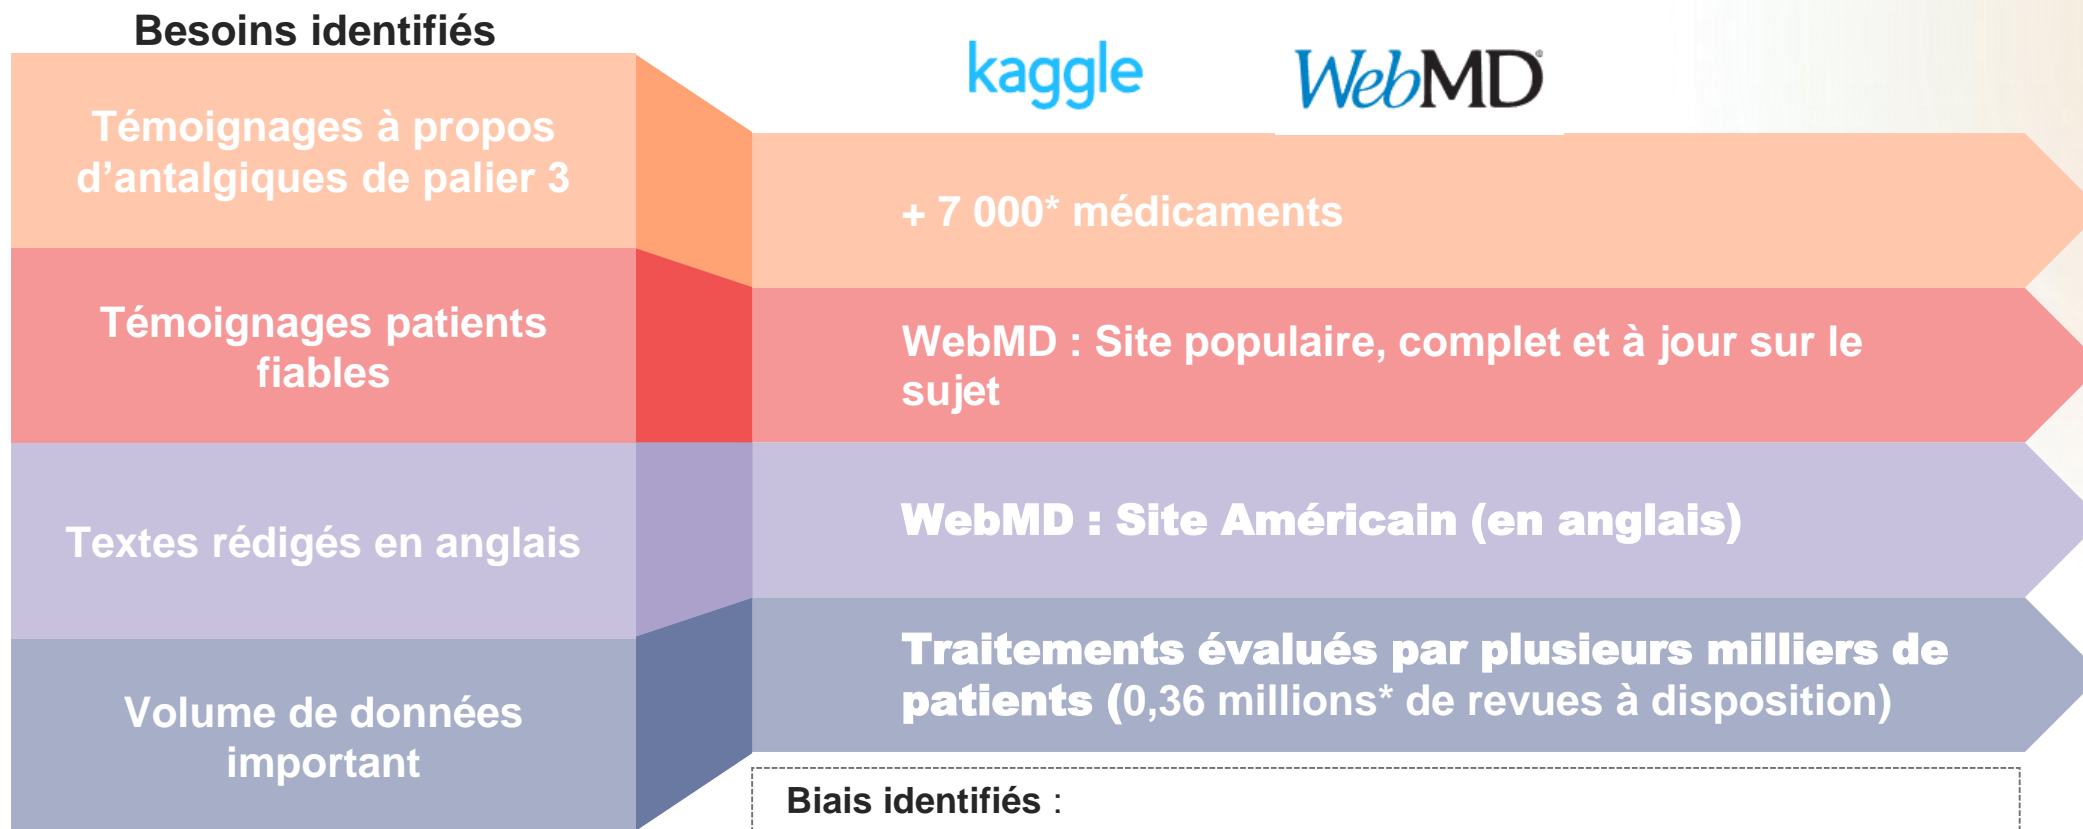 Besoins identifiés
kaggle
WebMD®
Témoignages à propos
d’antalgiques de palier 3
+ 7 000* médicaments
Témoignages patients
fiables
WebMD : Site populaire, complet et à jour sur le
sujet
Textes rédigés en anglais
WebMD : Site Américain (en anglais)
Volume de données
important
Traitements évalués par plusieurs milliers de
patients (0,36 millions* de revues à disposition)
Biais identifiés :